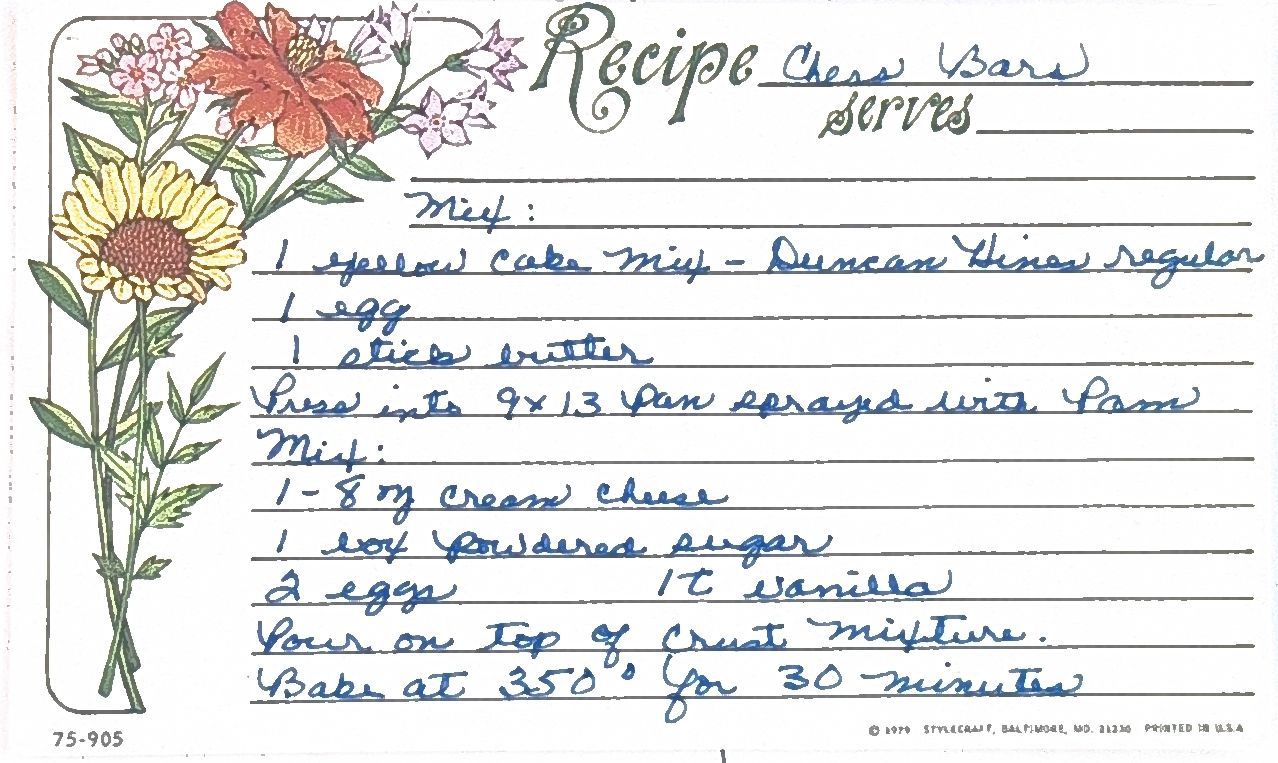 Recipe Chess Bars
serves
Mix:
1 yellow cake mix - Duncan Hines regular
1 egg
1 stick butter
Press into 9x13 Pan sprayed with Pam
Mix:
1-8 oz cream cheese
1 box powdered sugar
2 eggs 1t vanilla
Pour on top of crust mixture.
Bake at 350° for 30 minutes
75-905
© 1979 STYLECRAFT, BALTIMORE, MD. 21230 PRINTED IN U.S.A